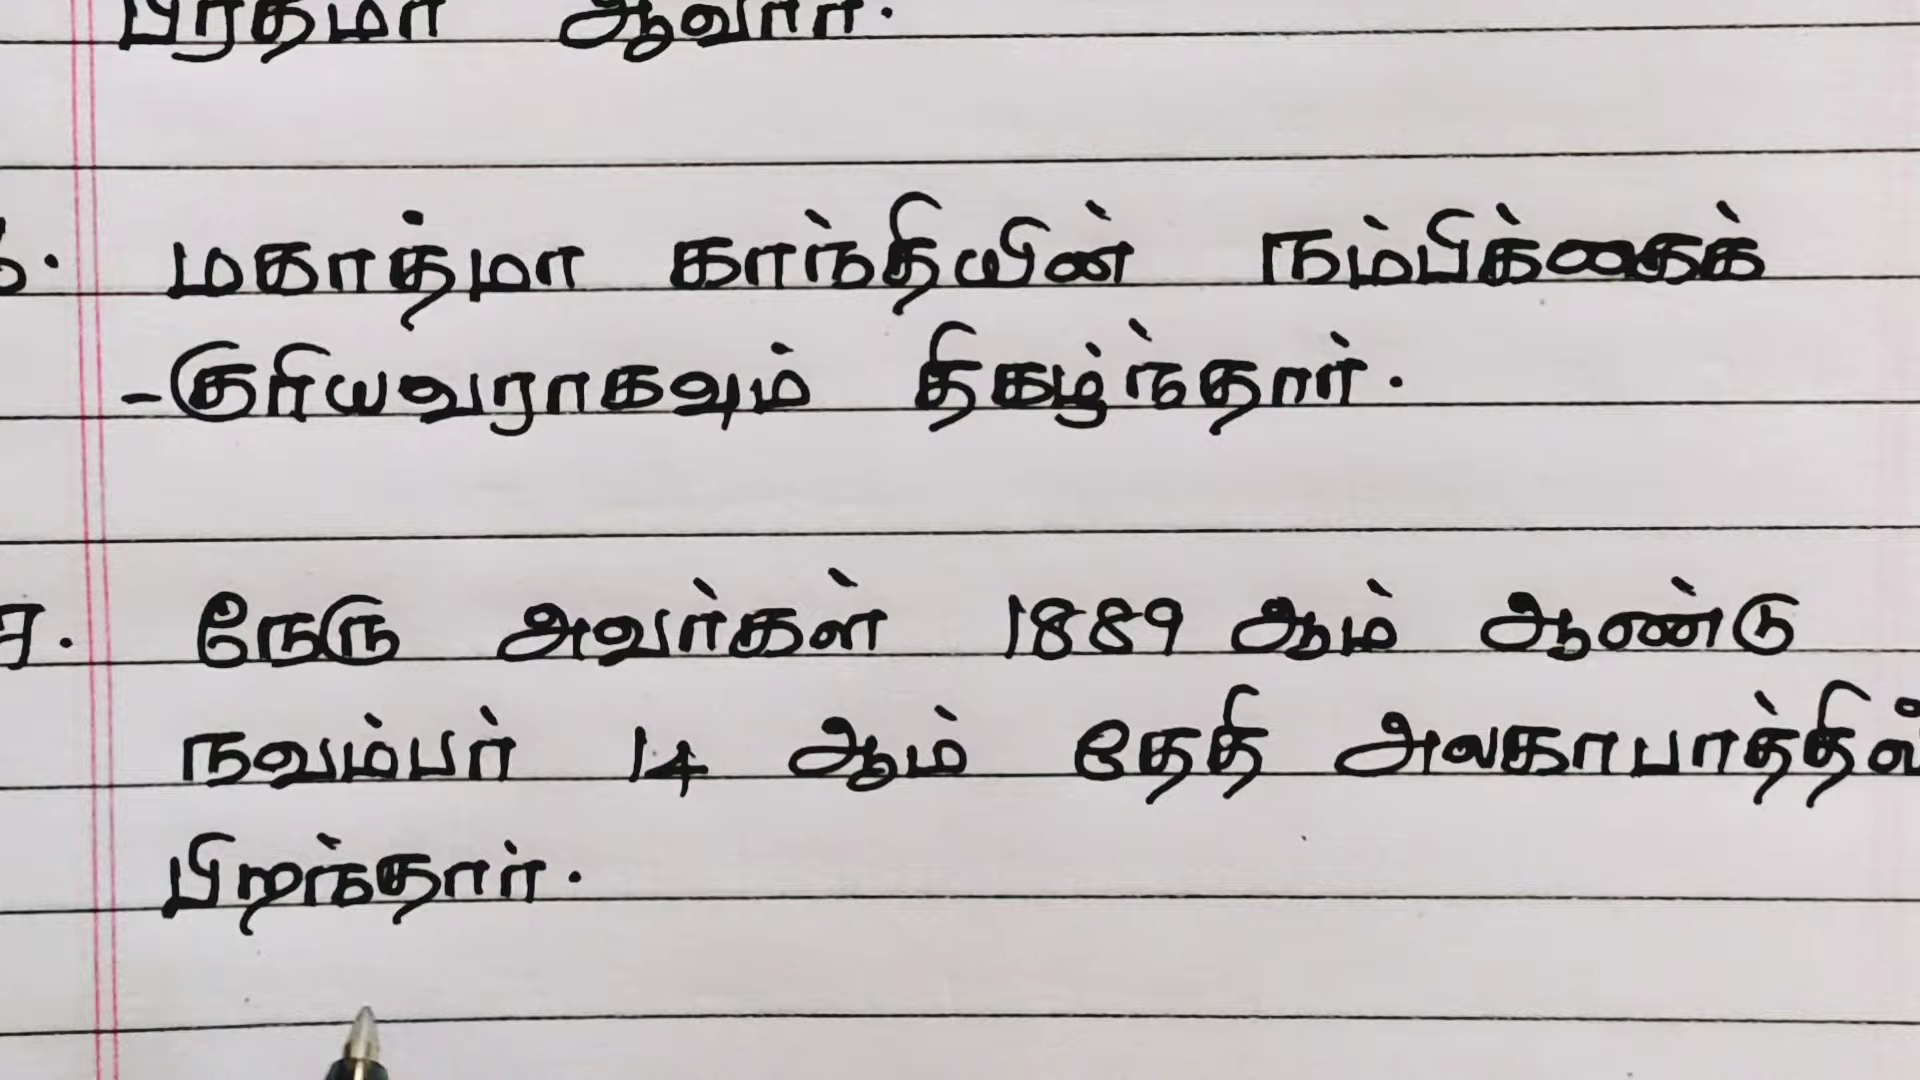 பிரதமர் ஆவார்.
மகாத்மா காந்தியின் நம்பிக்கைக்
-குரியவராகவும் திகழ்ந்தார்.
நேரு அவர்கள் 1889 ஆம் ஆண்டு
நவம்பர் 14 ஆம் தேதி அலகாபாத்தில்
பிறந்தார்.